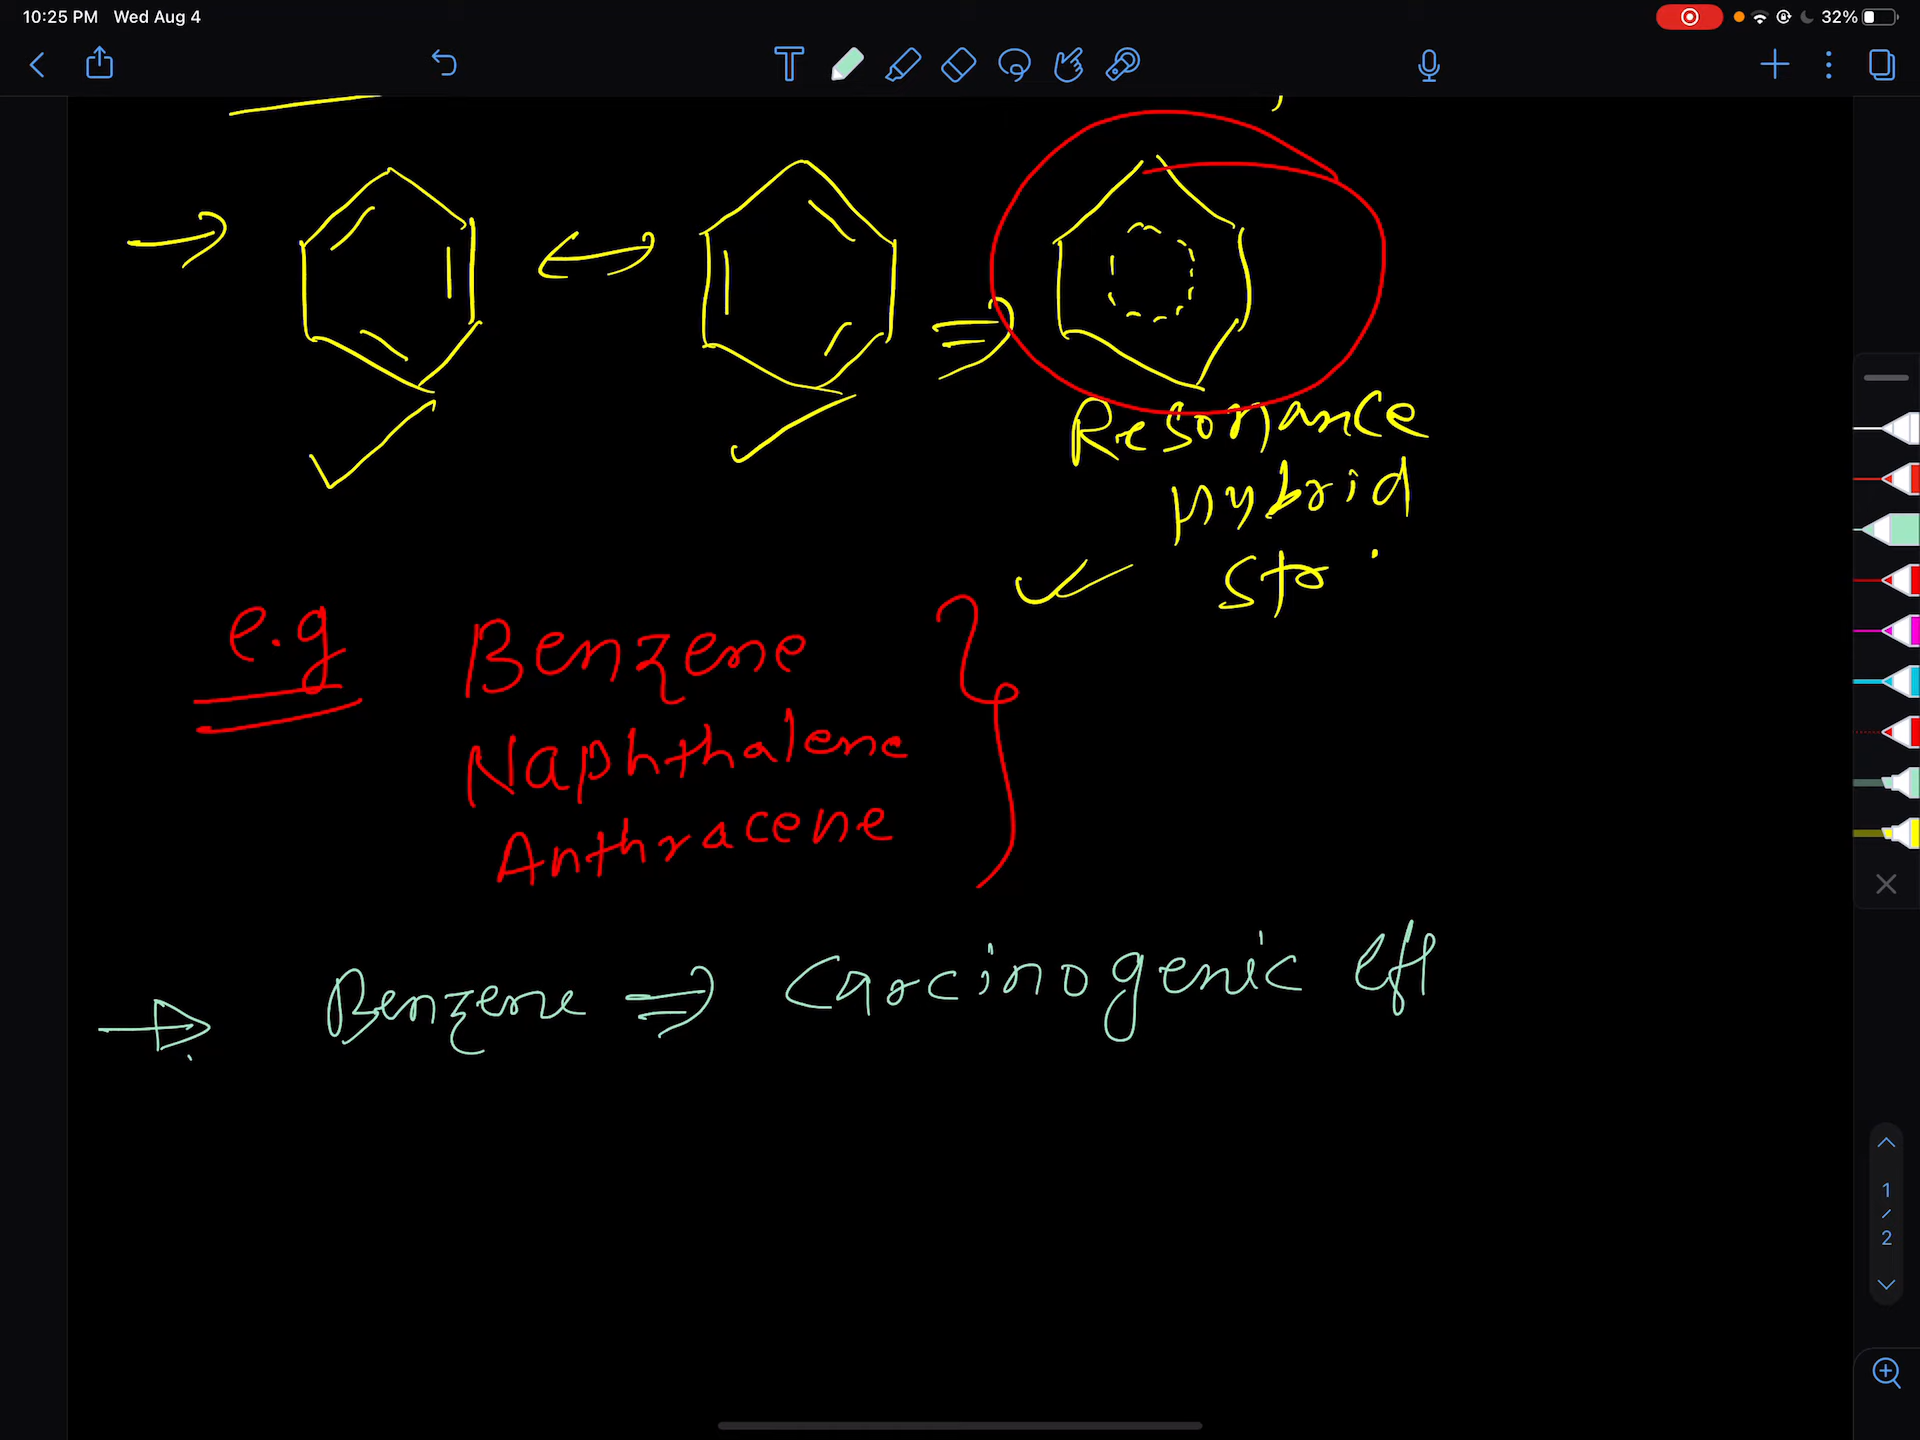 10:25 PM Wed Aug 4 32%
Resonance
Hybrid
Str.
e.g Benzene
Naphthalene
Anthracene
Benzene ⇒ Carcinogenic eff
1
/
2